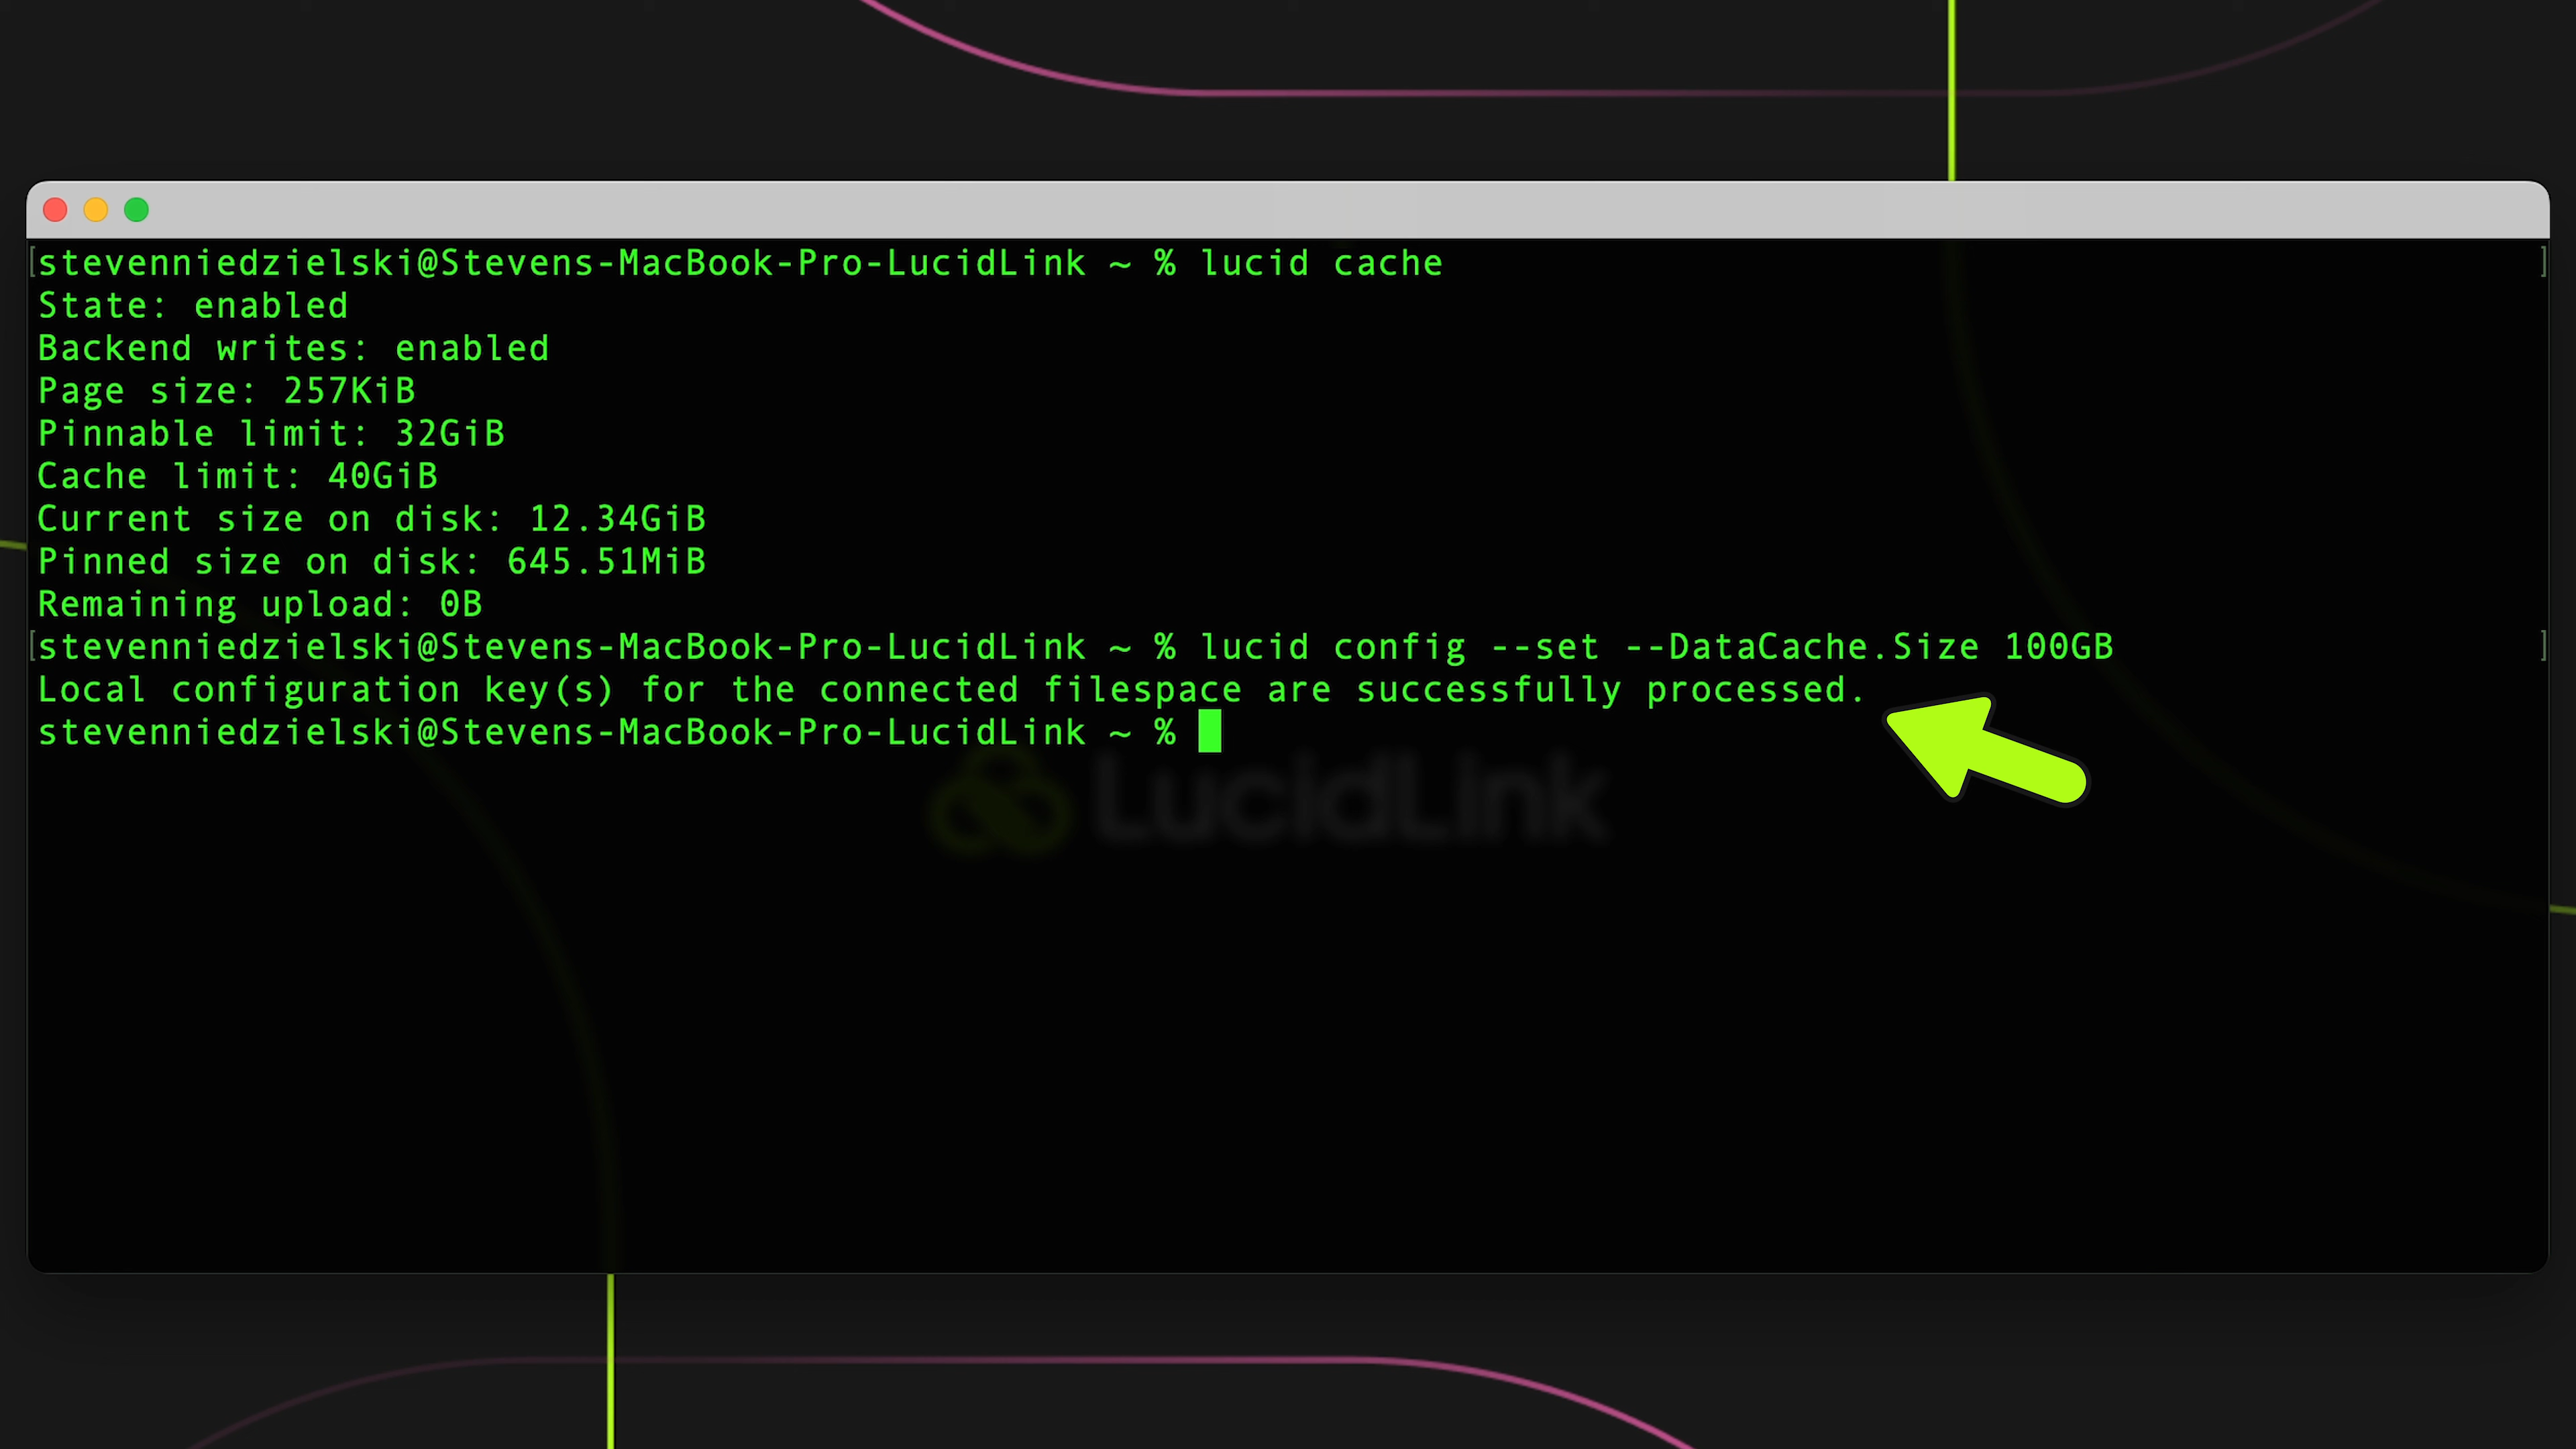 [stevenniedzielski@Stevens-MacBook-Pro-LucidLink ~ % lucid cache ]
State: enabled
Backend writes: enabled
Page size: 257KiB
Pinnable limit: 32GiB
Cache limit: 40GiB
Current size on disk: 12.34GiB
Pinned size on disk: 645.51MiB
Remaining upload: 0B
[stevenniedzielski@Stevens-MacBook-Pro-LucidLink ~ % lucid config --set --DataCache.Size 100GB ]
Local configuration key(s) for the connected filespace are successfully processed.
stevenniedzielski@Stevens-MacBook-Pro-LucidLink ~ %
LucidLink